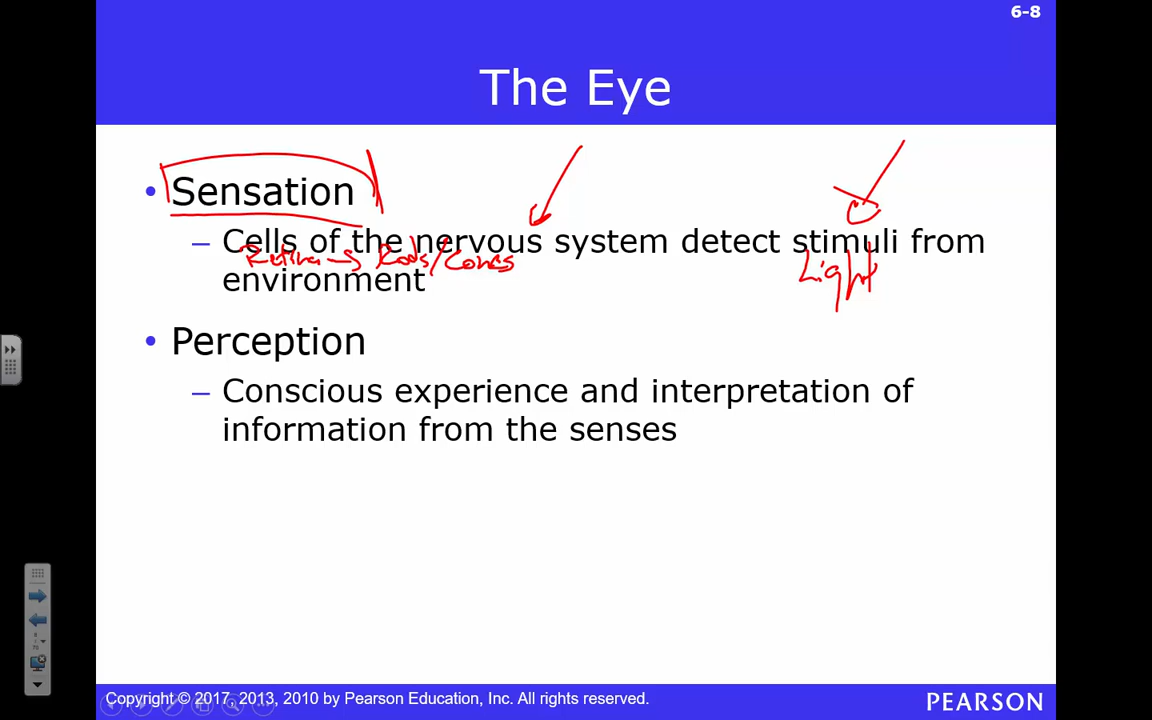 6-8
The Eye
• Sensation
– Cells of the nervous system detect stimuli from
Retina → Rods/Cones
Light
environment
• Perception
– Conscious experience and interpretation of
information from the senses
Copyright © 2017, 2013, 2010 by Pearson Education, Inc. All rights reserved.
PEARSON